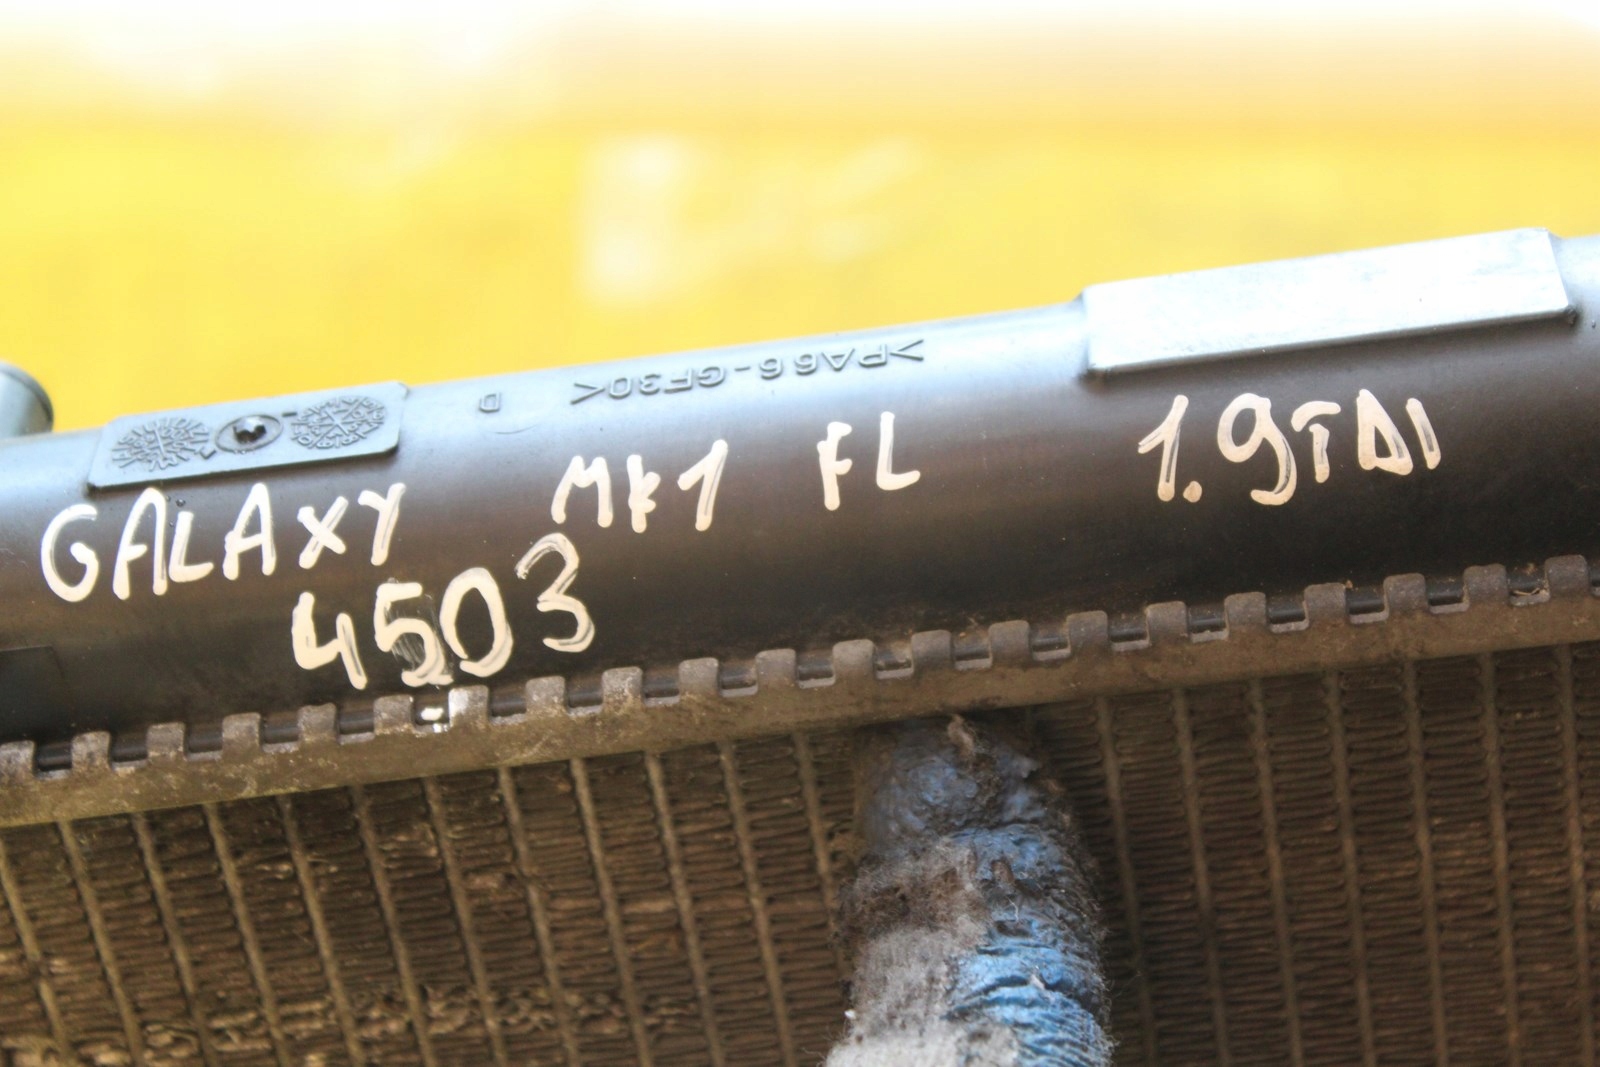 >PA66-GF30<
D
GALAXY MK1 FL 1.9TDI
4503